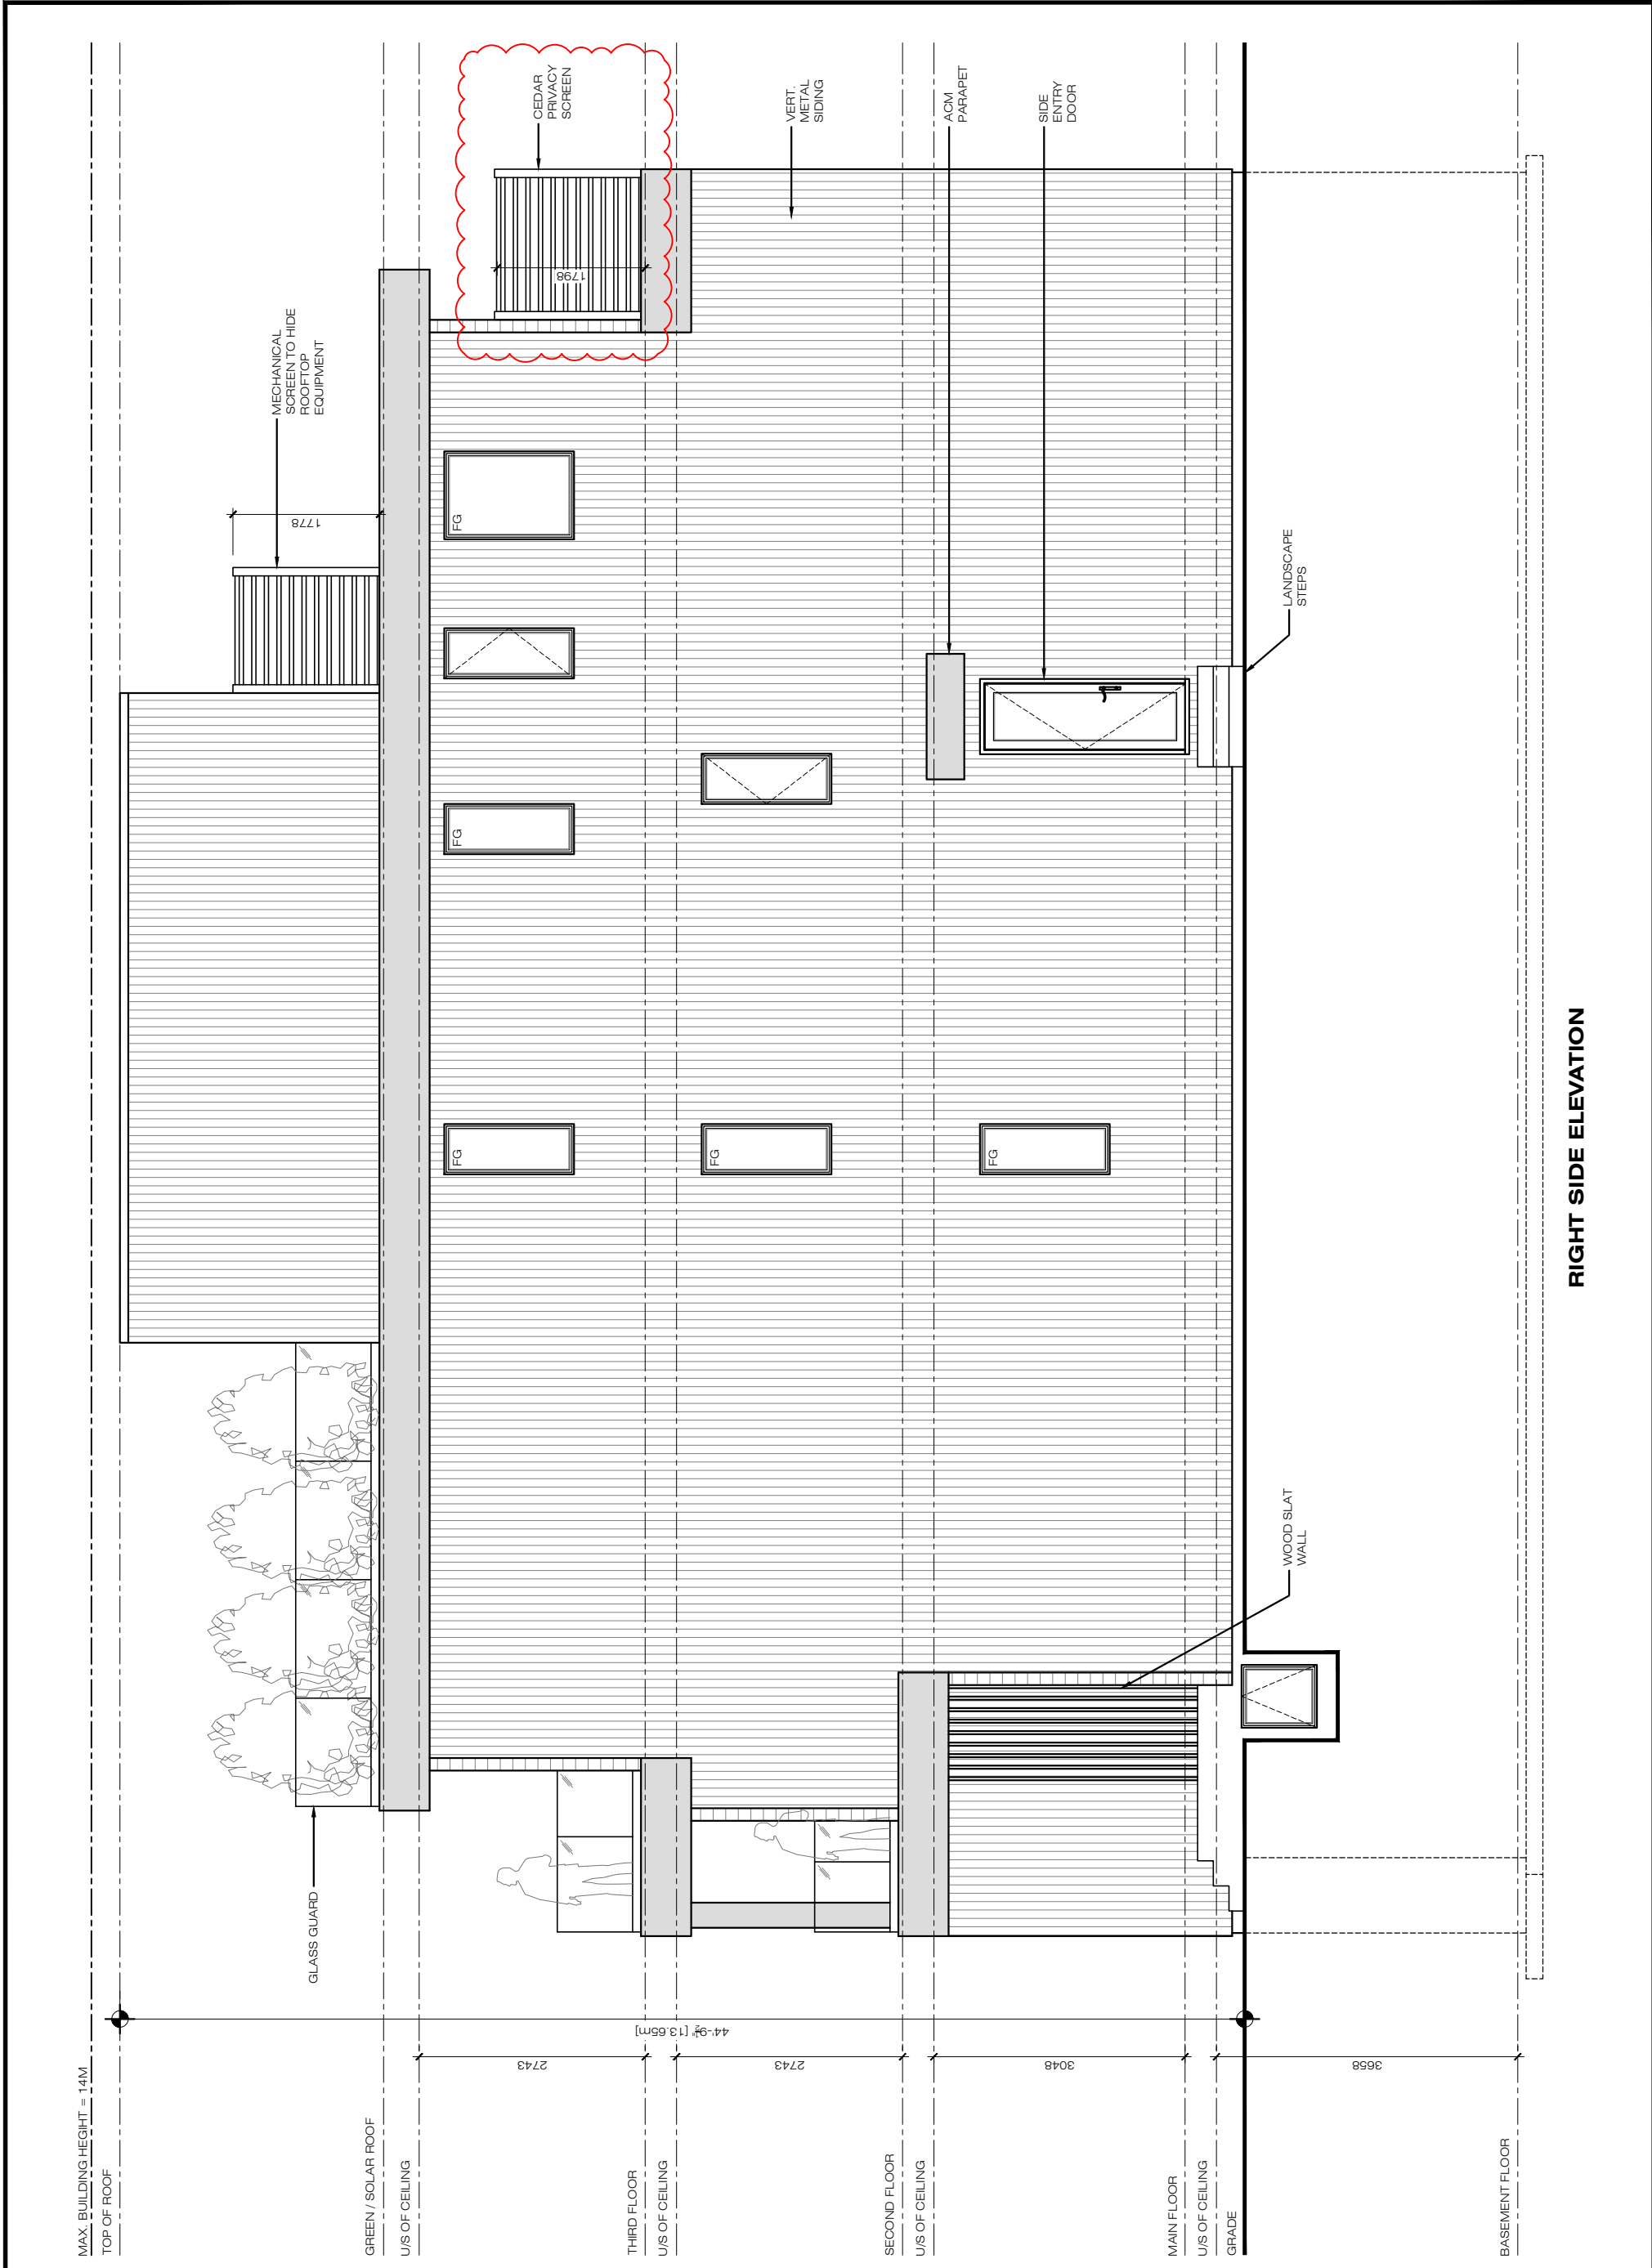 MAX. BUILDING HEGIHT = 14M
TOP OF ROOF
GREEN / SOLAR ROOF
U/S OF CEILING
THIRD FLOOR
U/S OF CEILING
SECOND FLOOR
U/S OF CEILING
MAIN FLOOR
U/S OF CEILING
GRADE
BASEMENT FLOOR
2743
2743
3048
3658
44'-9½" [13.65m]
GLASS GUARD
WOOD SLAT
WALL
FG
FG
FG
FG
FG
MECHANICAL
SCREEN TO HIDE
ROOFTOP
EQUIPMENT
1778
1798
CEDAR
PRIVACY
SCREEN
VERT.
METAL
SIDING
ACM
PARAPET
SIDE
ENTRY
DOOR
LANDSCAPE
STEPS
RIGHT SIDE ELEVATION